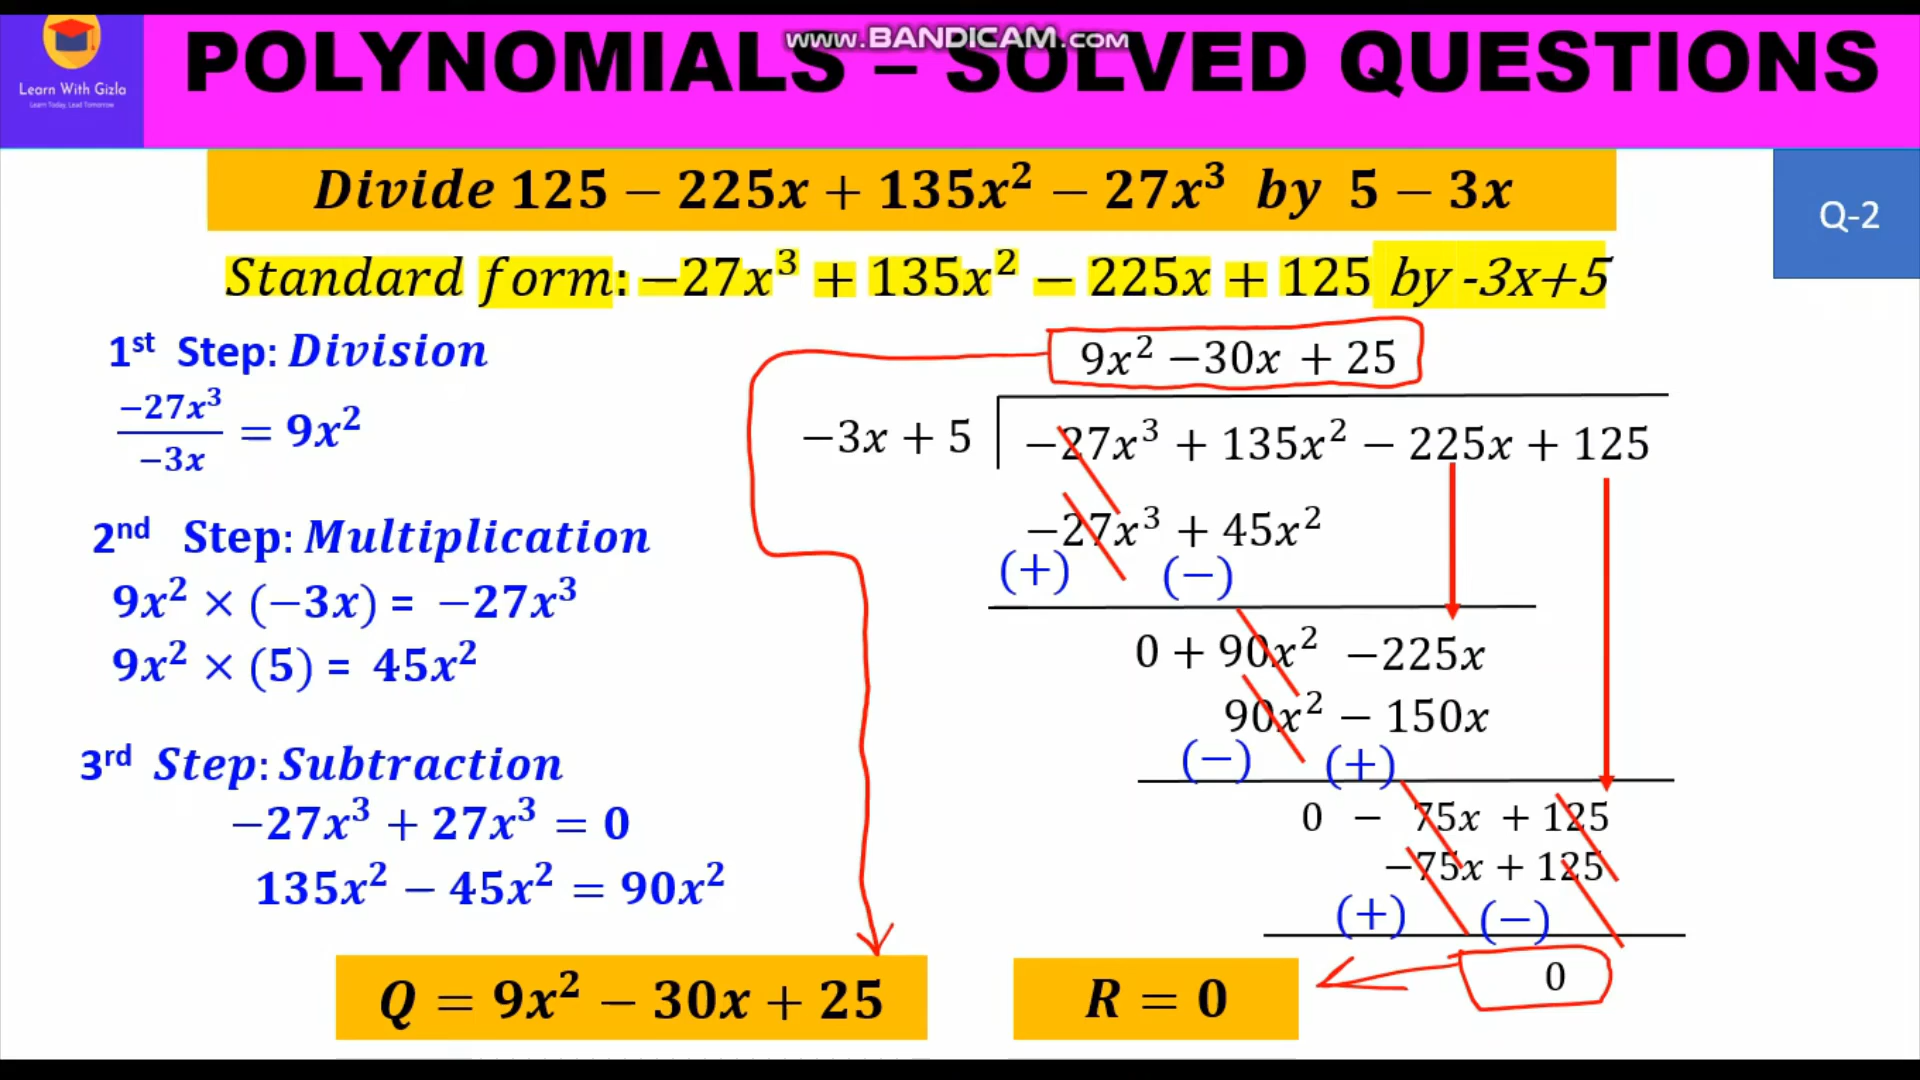 www.BANDICAM.com
POLYNOMIALS – SOLVED QUESTIONS
Learn With Gizla
Learn Today, Lead Tomorrow
Divide 125 − 225x + 135x² − 27x³ by 5 − 3x
Q-2
Standard form: −27x³ + 135x² − 225x + 125 by -3x+5
1st Step: Division
−27x³
−3x
= 9x²
2nd Step: Multiplication
9x² × (−3x) = −27x³
9x² × (5) = 45x²
3rd Step: Subtraction
−27x³ + 27x³ = 0
135x² − 45x² = 90x²
9x² −30x + 25
−3x + 5
−27x³ + 135x² − 225x + 125
−27x³ + 45x²
(+) (−)
0 + 90x² −225x
90x² − 150x
(−) (+)
0 − 75x + 125
−75x + 125
(+) (−)
0
Q = 9x² − 30x + 25
R = 0